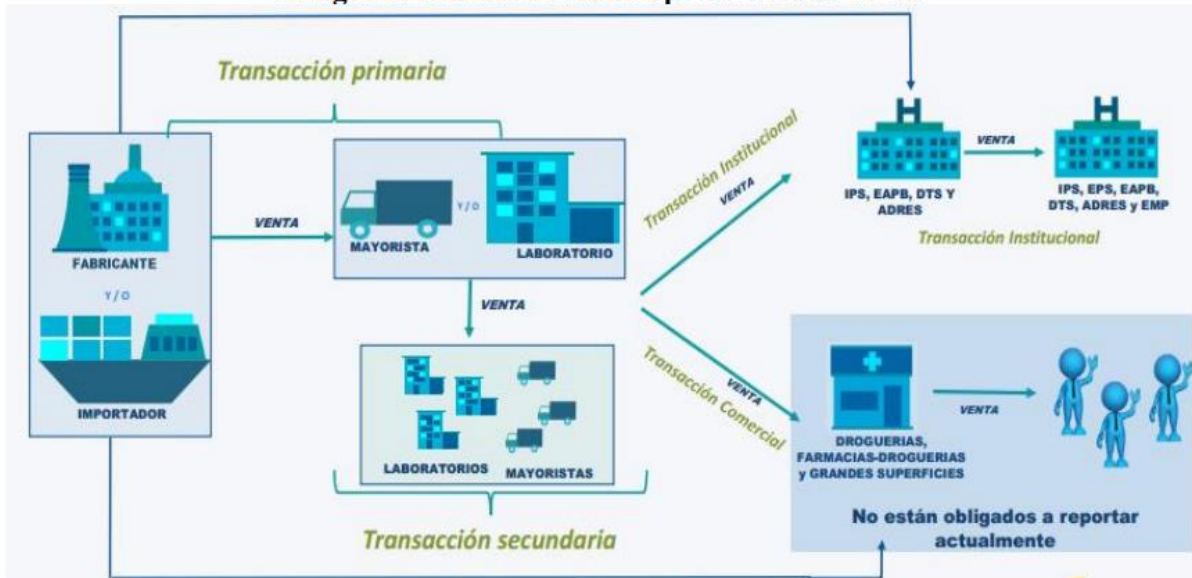 Transacción primaria
FABRICANTE
Y / O
IMPORTADOR
VENTA
MAYORISTA
Y / O
LABORATORIO
VENTA
LABORATORIOS
MAYORISTAS
Transacción secundaria
Transacción Institucional
VENTA
IPS, EAPB, DTS Y
ADRES
VENTA
IPS, EPS, EAPB,
DTS, ADRES y EMP
Transacción Institucional
VENTA
Transacción Comercial
DROGUERIAS,
FARMACIAS-DROGUERIAS
y GRANDES SUPERFICIES
VENTA
No están obligados a reportar
actualmente